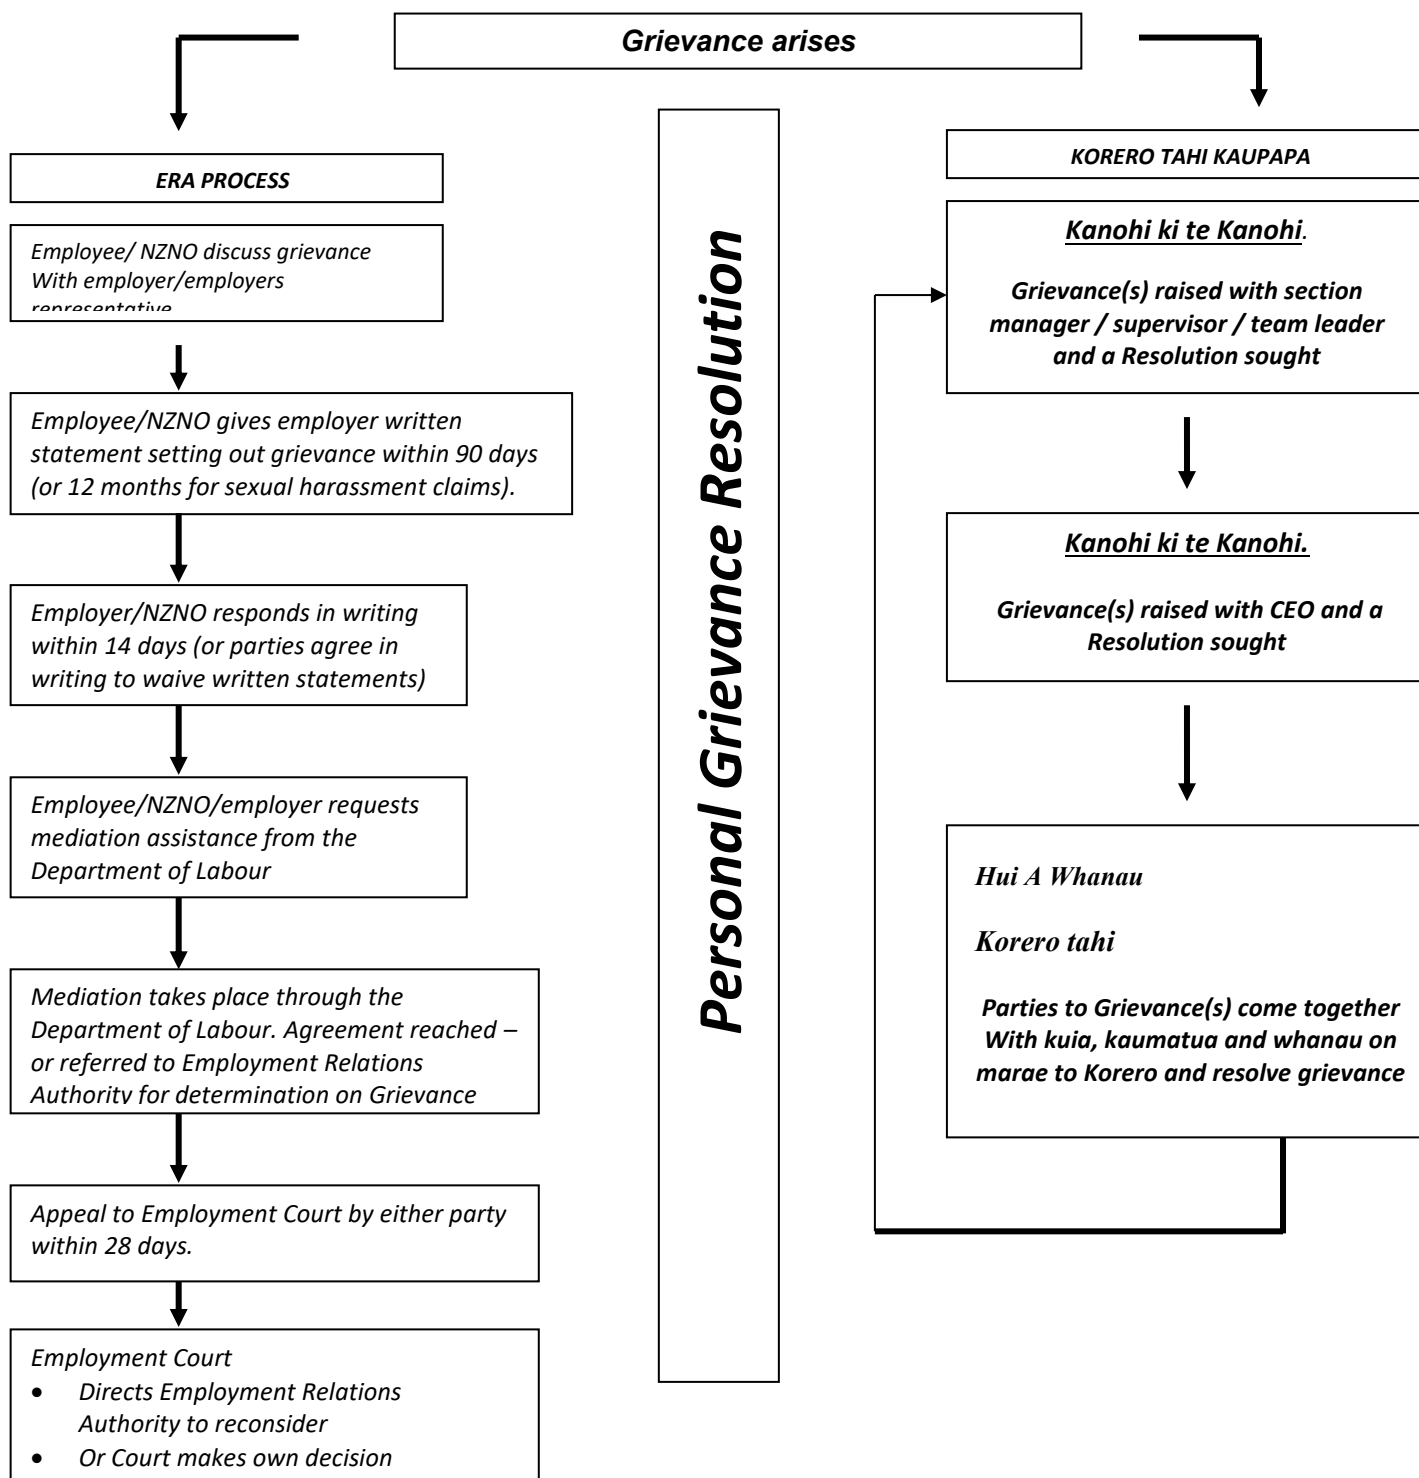 Grievance arises
ERA PROCESS
Employee/ NZNO discuss grievance
With employer/employers
representative
Employee/NZNO gives employer written
statement setting out grievance within 90 days
(or 12 months for sexual harassment claims).
Employer/NZNO responds in writing
within 14 days (or parties agree in
writing to waive written statements)
Employee/NZNO/employer requests
mediation assistance from the
Department of Labour
Mediation takes place through the
Department of Labour. Agreement reached –
or referred to Employment Relations
Authority for determination on Grievance
Appeal to Employment Court by either party
within 28 days.
Employment Court
• Directs Employment Relations
Authority to reconsider
• Or Court makes own decision
Personal Grievance Resolution
KORERO TAHI KAUPAPA
Kanohi ki te Kanohi.
Grievance(s) raised with section
manager / supervisor / team leader
and a Resolution sought
Kanohi ki te Kanohi.
Grievance(s) raised with CEO and a
Resolution sought
Hui A Whanau
Korero tahi
Parties to Grievance(s) come together
With kuia, kaumatua and whanau on
marae to Korero and resolve grievance